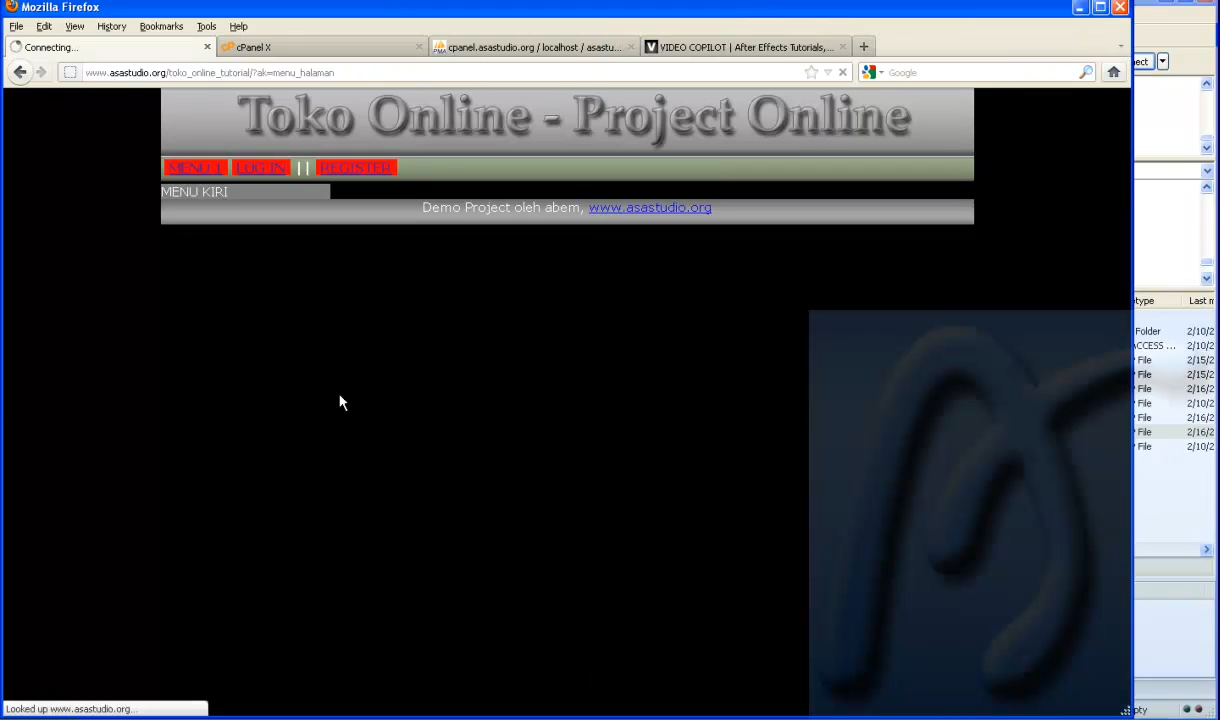 Mozilla Firefox
File Edit View History Bookmarks Tools Help
Connecting...
cPanel X
cpanel.asastudio.org / localhost / asastu...
VIDEO COPILOT | After Effects Tutorials,...
www.asastudio.org/toko_online_tutorial/?ak=menu_halaman
Google
Toko Online - Project Online
MENU 1 LOG IN || REGISTER
MENU KIRI
Demo Project oleh abem, www.asastudio.org
ect
etype Last m
Folder 2/10/2
ACCESS ... 2/10/2
File 2/15/2
File 2/15/2
File 2/16/2
File 2/10/2
File 2/16/2
File 2/16/2
File 2/10/2
Looked up www.asastudio.org...
pty